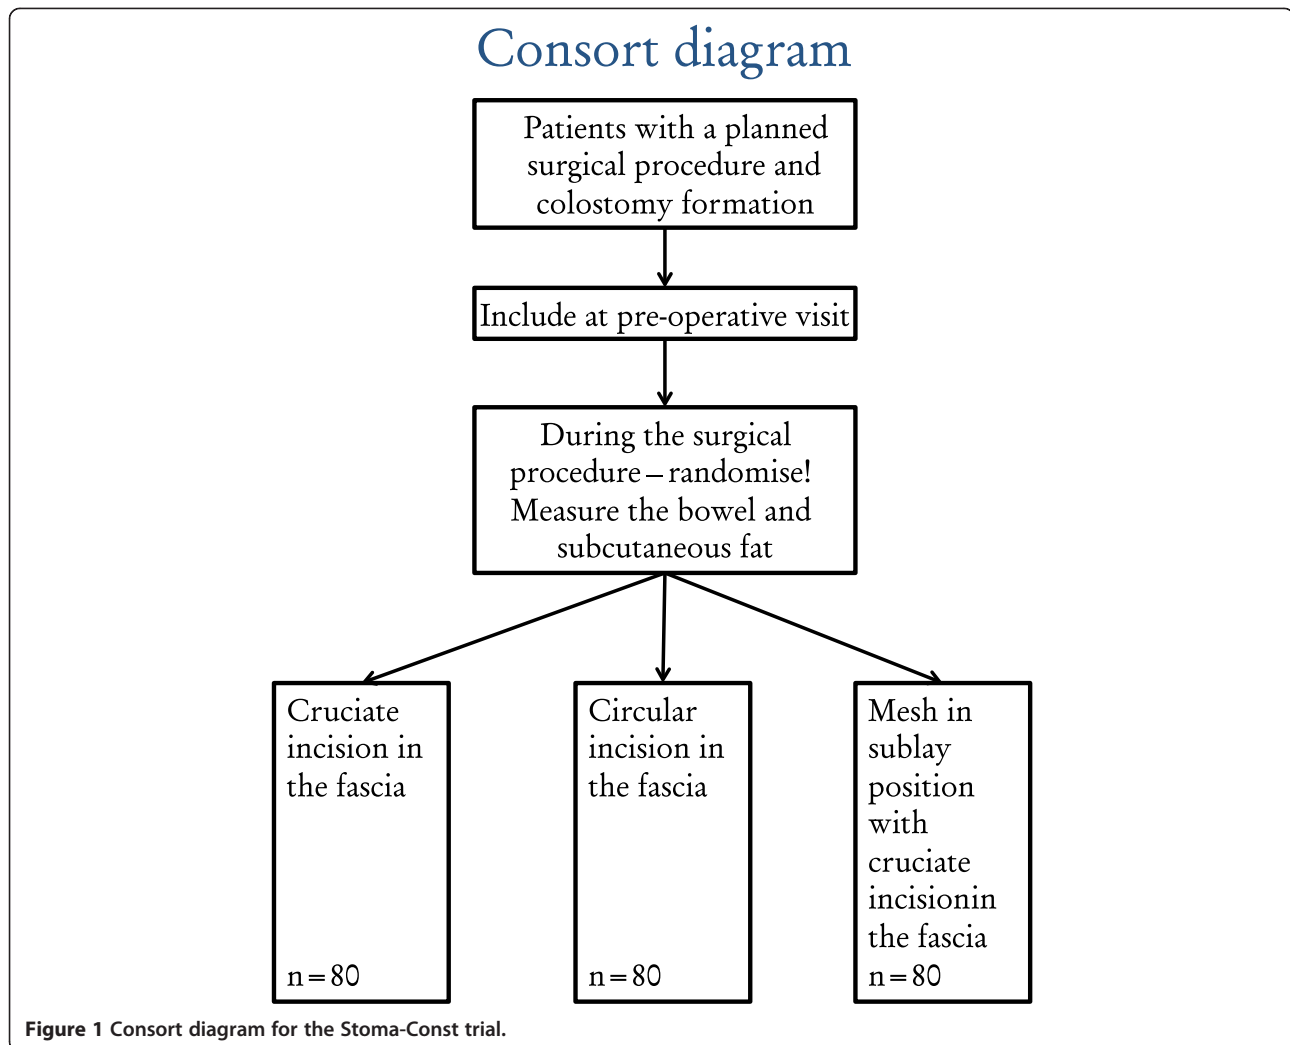 Consort diagram
Patients with a planned
surgical procedure and
colostomy formation
Include at pre-operative visit
During the surgical
procedure – randomise!
Measure the bowel and
subcutaneous fat
Cruciate
incision in
the fascia
n = 80
Circular
incision in
the fascia
n = 80
Mesh in
sublay
position
with
cruciate
incisionin
the fascia
n = 80
Figure 1 Consort diagram for the Stoma-Const trial.